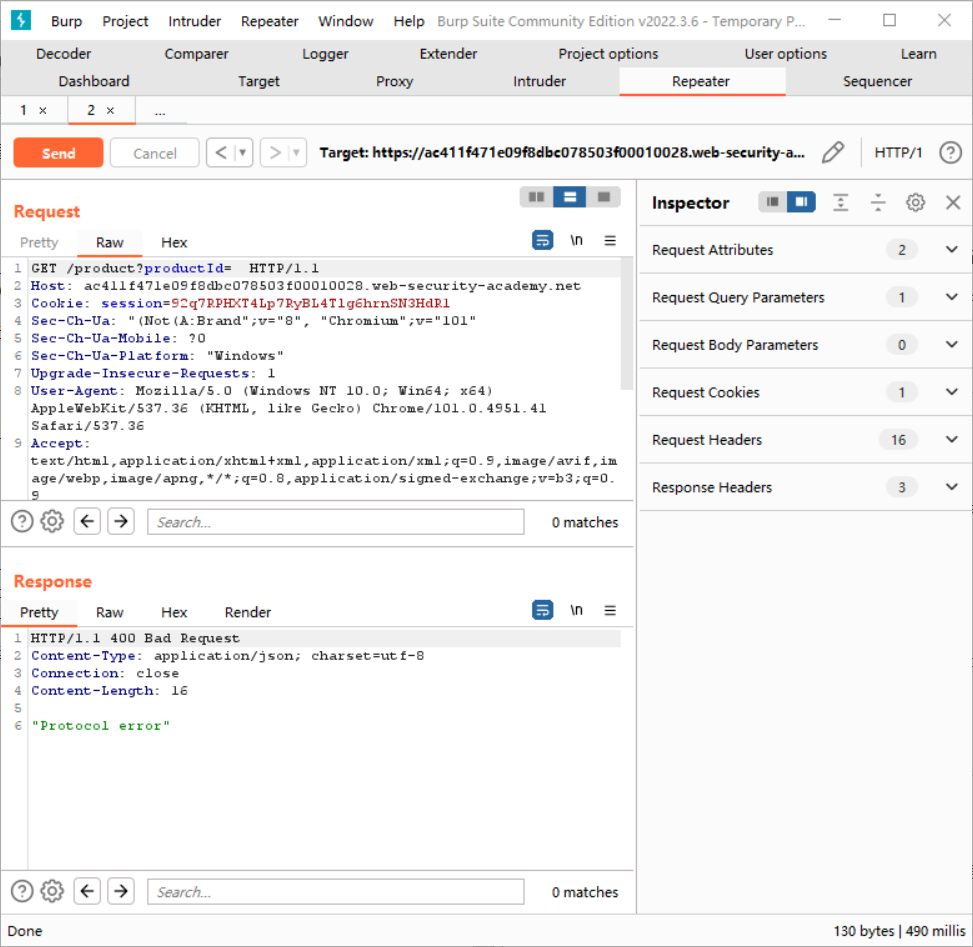 Burp Project Intruder Repeater Window Help Burp Suite Community Edition v2022.3.6 - Temporary P...
Decoder Comparer Logger Extender Project options User options Learn
Dashboard Target Proxy Intruder Repeater Sequencer
1 × 2 × ...
Send Cancel < > Target: https://ac411f471e09f8dbc078503f00010028.web-security-a... HTTP/1 ?
Request
Pretty Raw Hex \n
1 GET /product?productId=  HTTP/1.1
2 Host: ac411f471e09f8dbc078503f00010028.web-security-academy.net
3 Cookie: session=92q7RPHXT4Lp7RyBL4T1g6hrnSN3HdR1
4 Sec-Ch-Ua: "(Not(A:Brand";v="8", "Chromium";v="101"
5 Sec-Ch-Ua-Mobile: ?0
6 Sec-Ch-Ua-Platform: "Windows"
7 Upgrade-Insecure-Requests: 1
8 User-Agent: Mozilla/5.0 (Windows NT 10.0; Win64; x64)
AppleWebKit/537.36 (KHTML, like Gecko) Chrome/101.0.4951.41
Safari/537.36
9 Accept:
text/html,application/xhtml+xml,application/xml;q=0.9,image/avif,im
age/webp,image/apng,*/*;q=0.8,application/signed-exchange;v=b3;q=0.
9
? Search... 0 matches
Response
Pretty Raw Hex Render \n
1 HTTP/1.1 400 Bad Request
2 Content-Type: application/json; charset=utf-8
3 Connection: close
4 Content-Length: 16
5
6 "Protocol error"
? Search... 0 matches
Inspector
Request Attributes 2
Request Query Parameters 1
Request Body Parameters 0
Request Cookies 1
Request Headers 16
Response Headers 3
Done 130 bytes | 490 millis